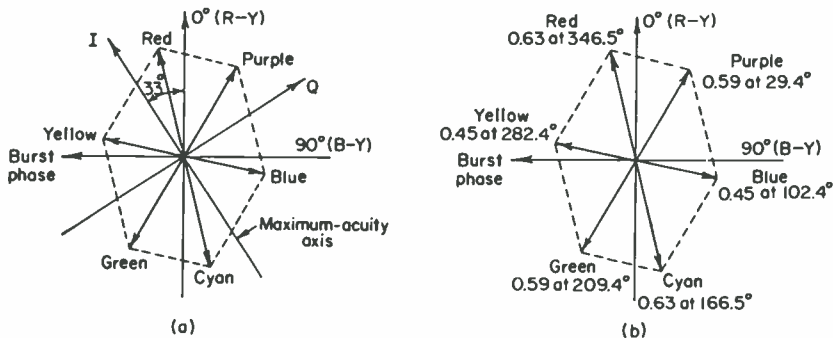 0° (R-Y)
I
Red
Purple
33°
Q
Yellow
90° (B-Y)
Burst
phase
Blue
Maximum-acuity
axis
Green
Cyan
(a)
0° (R-Y)
Red
0.63 at 346.5°
Purple
0.59 at 29.4°
Yellow
0.45 at 282.4°
90° (B-Y)
Burst
phase
Blue
0.45 at 102.4°
Green
0.59 at 209.4°
Cyan
0.63 at 166.5°
(b)